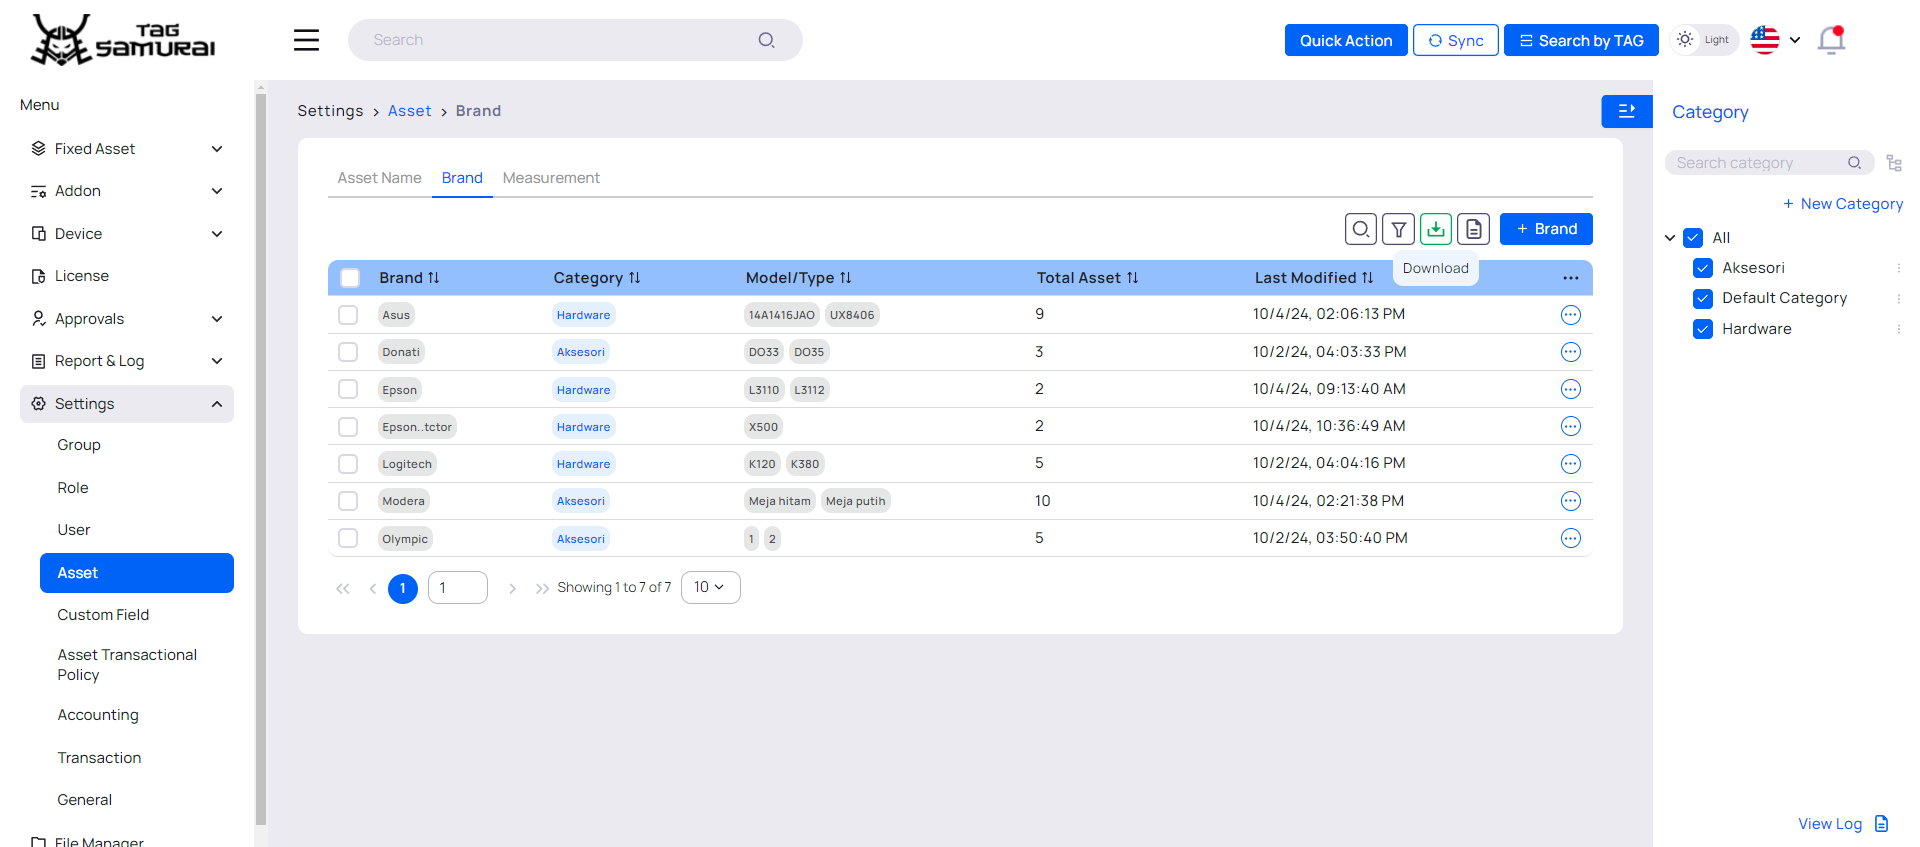 TAG
SAMURAI
Search
Quick Action
Sync
Search by TAG
Light
Menu
Fixed Asset
Addon
Device
License
Approvals
Report & Log
Settings
Group
Role
User
Asset
Custom Field
Asset Transactional
Policy
Accounting
Transaction
General
File Manager
Settings > Asset > Brand
Asset Name Brand Measurement
+ Brand
Download
Brand Category Model/Type Total Asset Last Modified
Asus Hardware 14A1416JAO UX8406 9 10/4/24, 02:06:13 PM
Donati Aksesori DO33 DO35 3 10/2/24, 04:03:33 PM
Epson Hardware L3110 L3112 2 10/4/24, 09:13:40 AM
Epson..tctor Hardware X500 2 10/4/24, 10:36:49 AM
Logitech Hardware K120 K380 5 10/2/24, 04:04:16 PM
Modera Aksesori Meja hitam Meja putih 10 10/4/24, 02:21:38 PM
Olympic Aksesori 1 2 5 10/2/24, 03:50:40 PM
1 1 Showing 1 to 7 of 7 10
Category
Search category
+ New Category
All
Aksesori
Default Category
Hardware
View Log